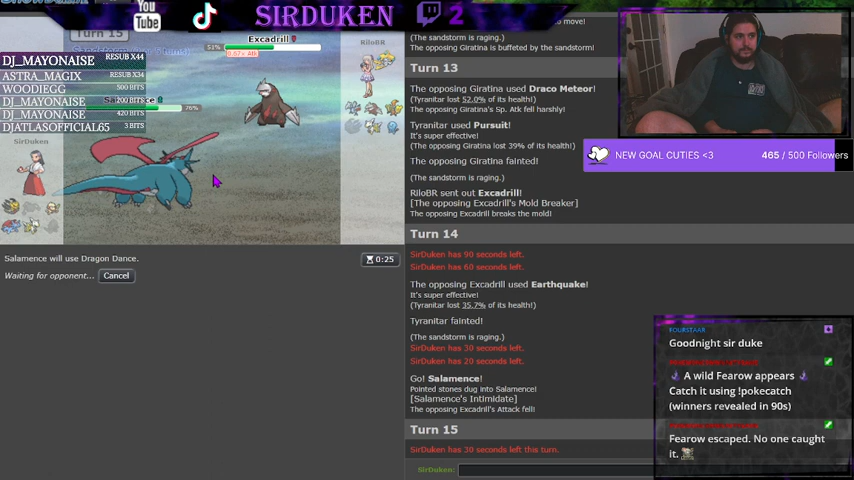 You
Tube
SIRDUKEN
2
Turn 15
DJ_MAYONAISE RESUB X44
ASTRA_MAGIX RESUB X34
WOODIEGG 500 BITS
DJ_MAYONAISE 200 BITS
DJ_MAYONAISE 420 BITS
DJATLASOFFICIAL65 3 BITS
Excadrill
51%
0.67× Atk
76%
RiloBR
SirDuken
Salamence will use Dragon Dance.
Waiting for opponent... Cancel
0:25
(The sandstorm is raging.)
The opposing Giratina is buffeted by the sandstorm!
Turn 13
The opposing Giratina used Draco Meteor!
(Tyranitar lost 52.0% of its health!)
The opposing Giratina's Sp. Atk fell harshly!
Tyranitar used Pursuit!
It's super effective!
(The opposing Giratina lost 39% of its health!)
The opposing Giratina fainted!
(The sandstorm is raging.)
RiloBR sent out Excadrill!
[The opposing Excadrill's Mold Breaker]
The opposing Excadrill breaks the mold!
Turn 14
SirDuken has 90 seconds left.
SirDuken has 60 seconds left.
The opposing Excadrill used Earthquake!
It's super effective!
(Tyranitar lost 35.7% of its health!)
Tyranitar fainted!
(The sandstorm is raging.)
SirDuken has 30 seconds left.
SirDuken has 20 seconds left.
Go! Salamence!
Pointed stones dug into Salamence!
[Salamence's Intimidate]
The opposing Excadrill's Attack fell!
Turn 15
SirDuken has 30 seconds left this turn.
SirDuken:
NEW GOAL CUTIES <3 465 / 500 Followers
FOURSTAAR
Goodnight sir duke
A wild Fearow appears
Catch it using !pokecatch
(winners revealed in 90s)
Fearow escaped. No one caught
it.